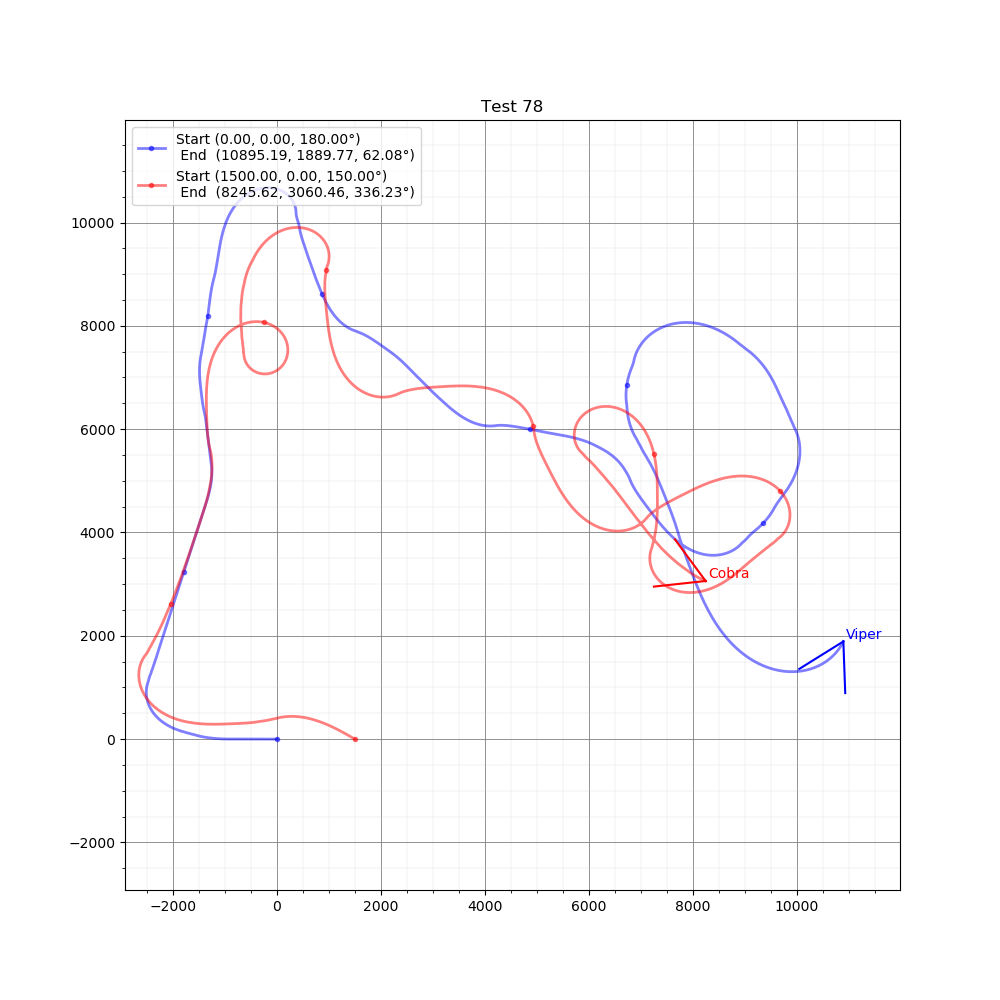 Test 78
Start (0.00, 0.00, 180.00°)
End (10895.19, 1889.77, 62.08°)
Start (1500.00, 0.00, 150.00°)
End (8245.62, 3060.46, 336.23°)
10000
8000
6000
4000
2000
0
−2000
Cobra
Viper
−2000 0 2000 4000 6000 8000 10000